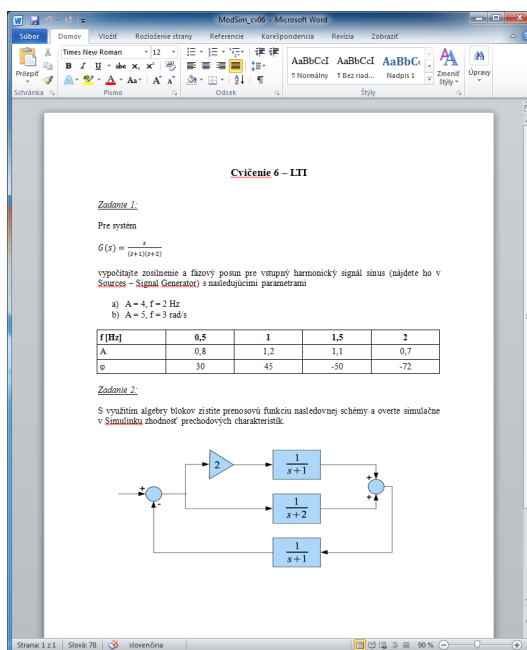 ModSim_cv06 - Microsoft Word
Súbor Domov Vložiť Rozloženie strany Referencie Korešpondencia Revízia Zobraziť
Times New Roman 12
Prilepiť
B I U abc x, x²
Aa
AaBbCcI AaBbCcI AaBbCc
¶ Normálny ¶ Bez riad... Nadpis 1
Zmeniť štýly
Úpravy
Schránka Písmo Odsek Štýly
Cvičenie 6 – LTI
Zadanie 1:
Pre systém
G(s) = s / (s+1)(s+2)
vypočítajte zosilnenie a fázový posun pre vstupný harmonický signál sínus (nájdete ho v
Sources – Signal Generator) s nasledujúcimi parametrami
a) A = 4, f = 2 Hz
b) A = 5, f = 3 rad/s
f [Hz] 0,5 1 1,5 2
A 0,8 1,2 1,1 0,7
φ 30 45 -50 -72
Zadanie 2:
S využitím algebry blokov zistite prenosovú funkciu nasledovnej schémy a overte simulačne
v Simulinku zhodnosť prechodových charakteristík.
2
1
s+1
+
-
+
+
1
s+2
1
s+1
Strana: 1 z 1 Slová: 78 slovenčina 90 %